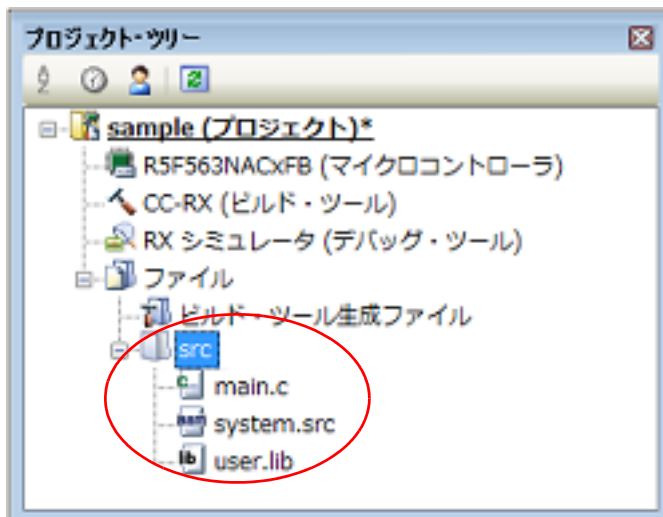 プロジェクト・ツリー
sample (プロジェクト)*
R5F563NACxFB (マイクロコントローラ)
CC-RX (ビルド・ツール)
RX シミュレータ (デバッグ・ツール)
ファイル
ビルド・ツール生成ファイル
src
main.c
system.src
user.lib